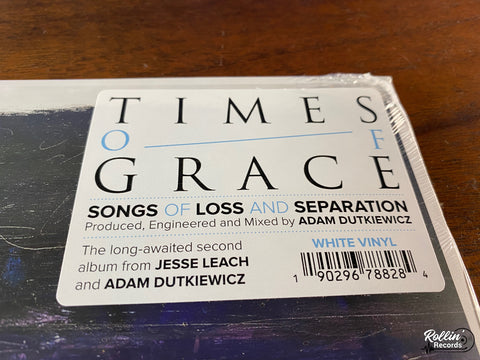 TIMES
OF
GRACE
SONGS OF LOSS AND SEPARATION
Produced, Engineered and Mixed by ADAM DUTKIEWICZ
The long-awaited second
album from JESSE LEACH
and ADAM DUTKIEWICZ
WHITE VINYL
1 90296 78828 4
Rollin'
Records